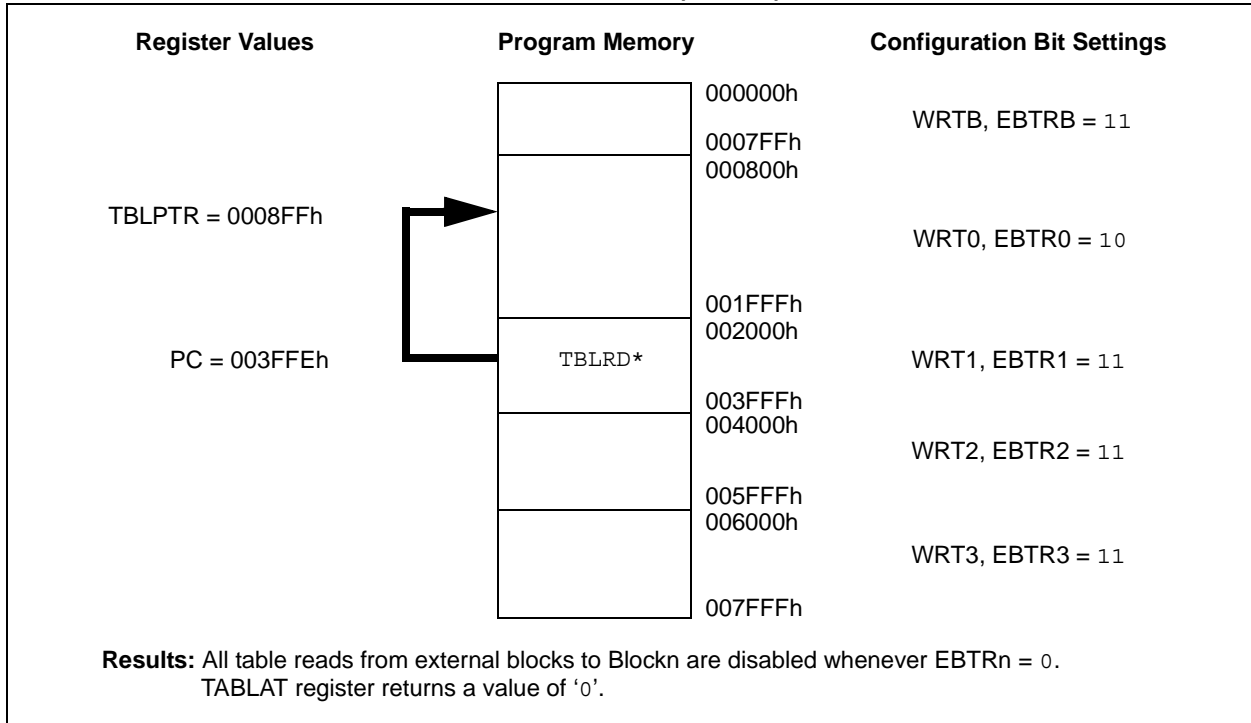 Register Values
Program Memory
Configuration Bit Settings
000000h
WRTB, EBTRB = 11
0007FFh
000800h
TBLPTR = 0008FFh
WRT0, EBTR0 = 10
001FFFh
002000h
PC = 003FFEh
TBLRD*
WRT1, EBTR1 = 11
003FFFh
004000h
WRT2, EBTR2 = 11
005FFFh
006000h
WRT3, EBTR3 = 11
007FFFh
Results: All table reads from external blocks to Blockn are disabled whenever EBTRn = 0.
TABLAT register returns a value of ‘0’.